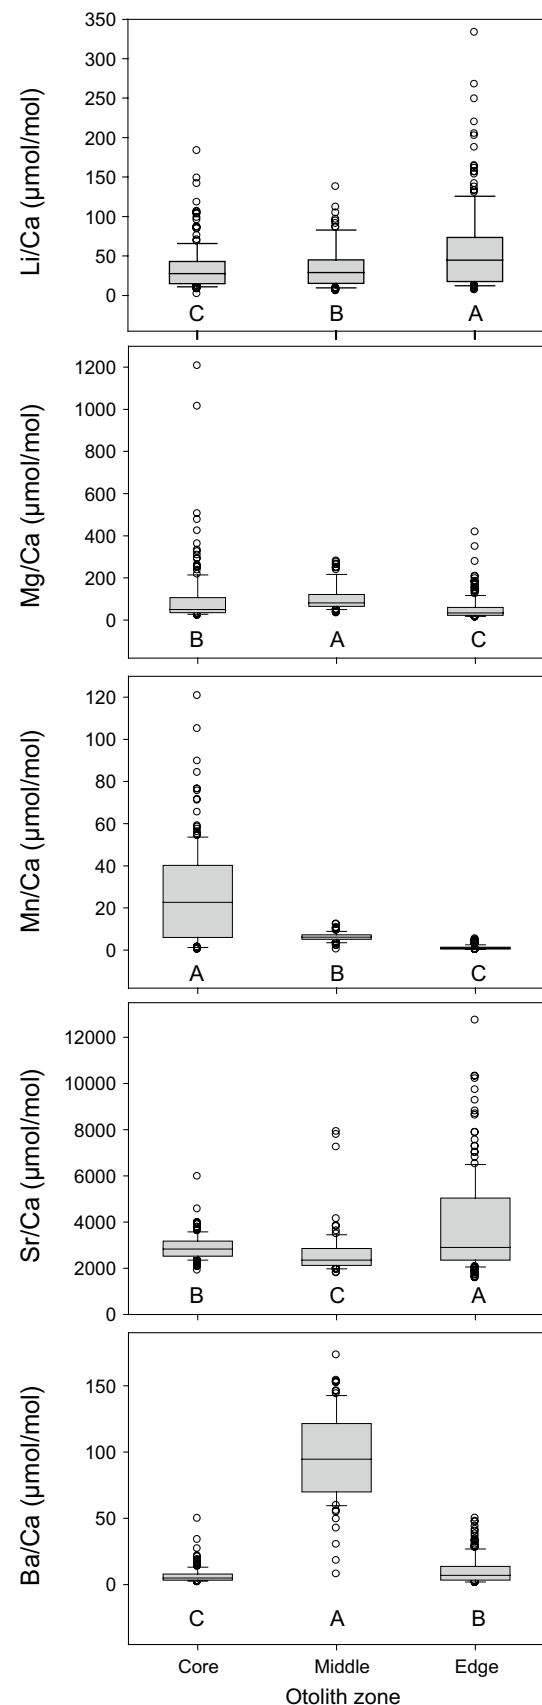 350
300
250
200
150
100
50
0
Li/Ca (μmol/mol)
C B A
1200
1000
800
600
400
200
0
Mg/Ca (μmol/mol)
B A C
120
100
80
60
40
20
0
Mn/Ca (μmol/mol)
A B C
12000
10000
8000
6000
4000
2000
0
Sr/Ca (μmol/mol)
B C A
150
100
50
0
Ba/Ca (μmol/mol)
C A B
Core Middle Edge
Otolith zone